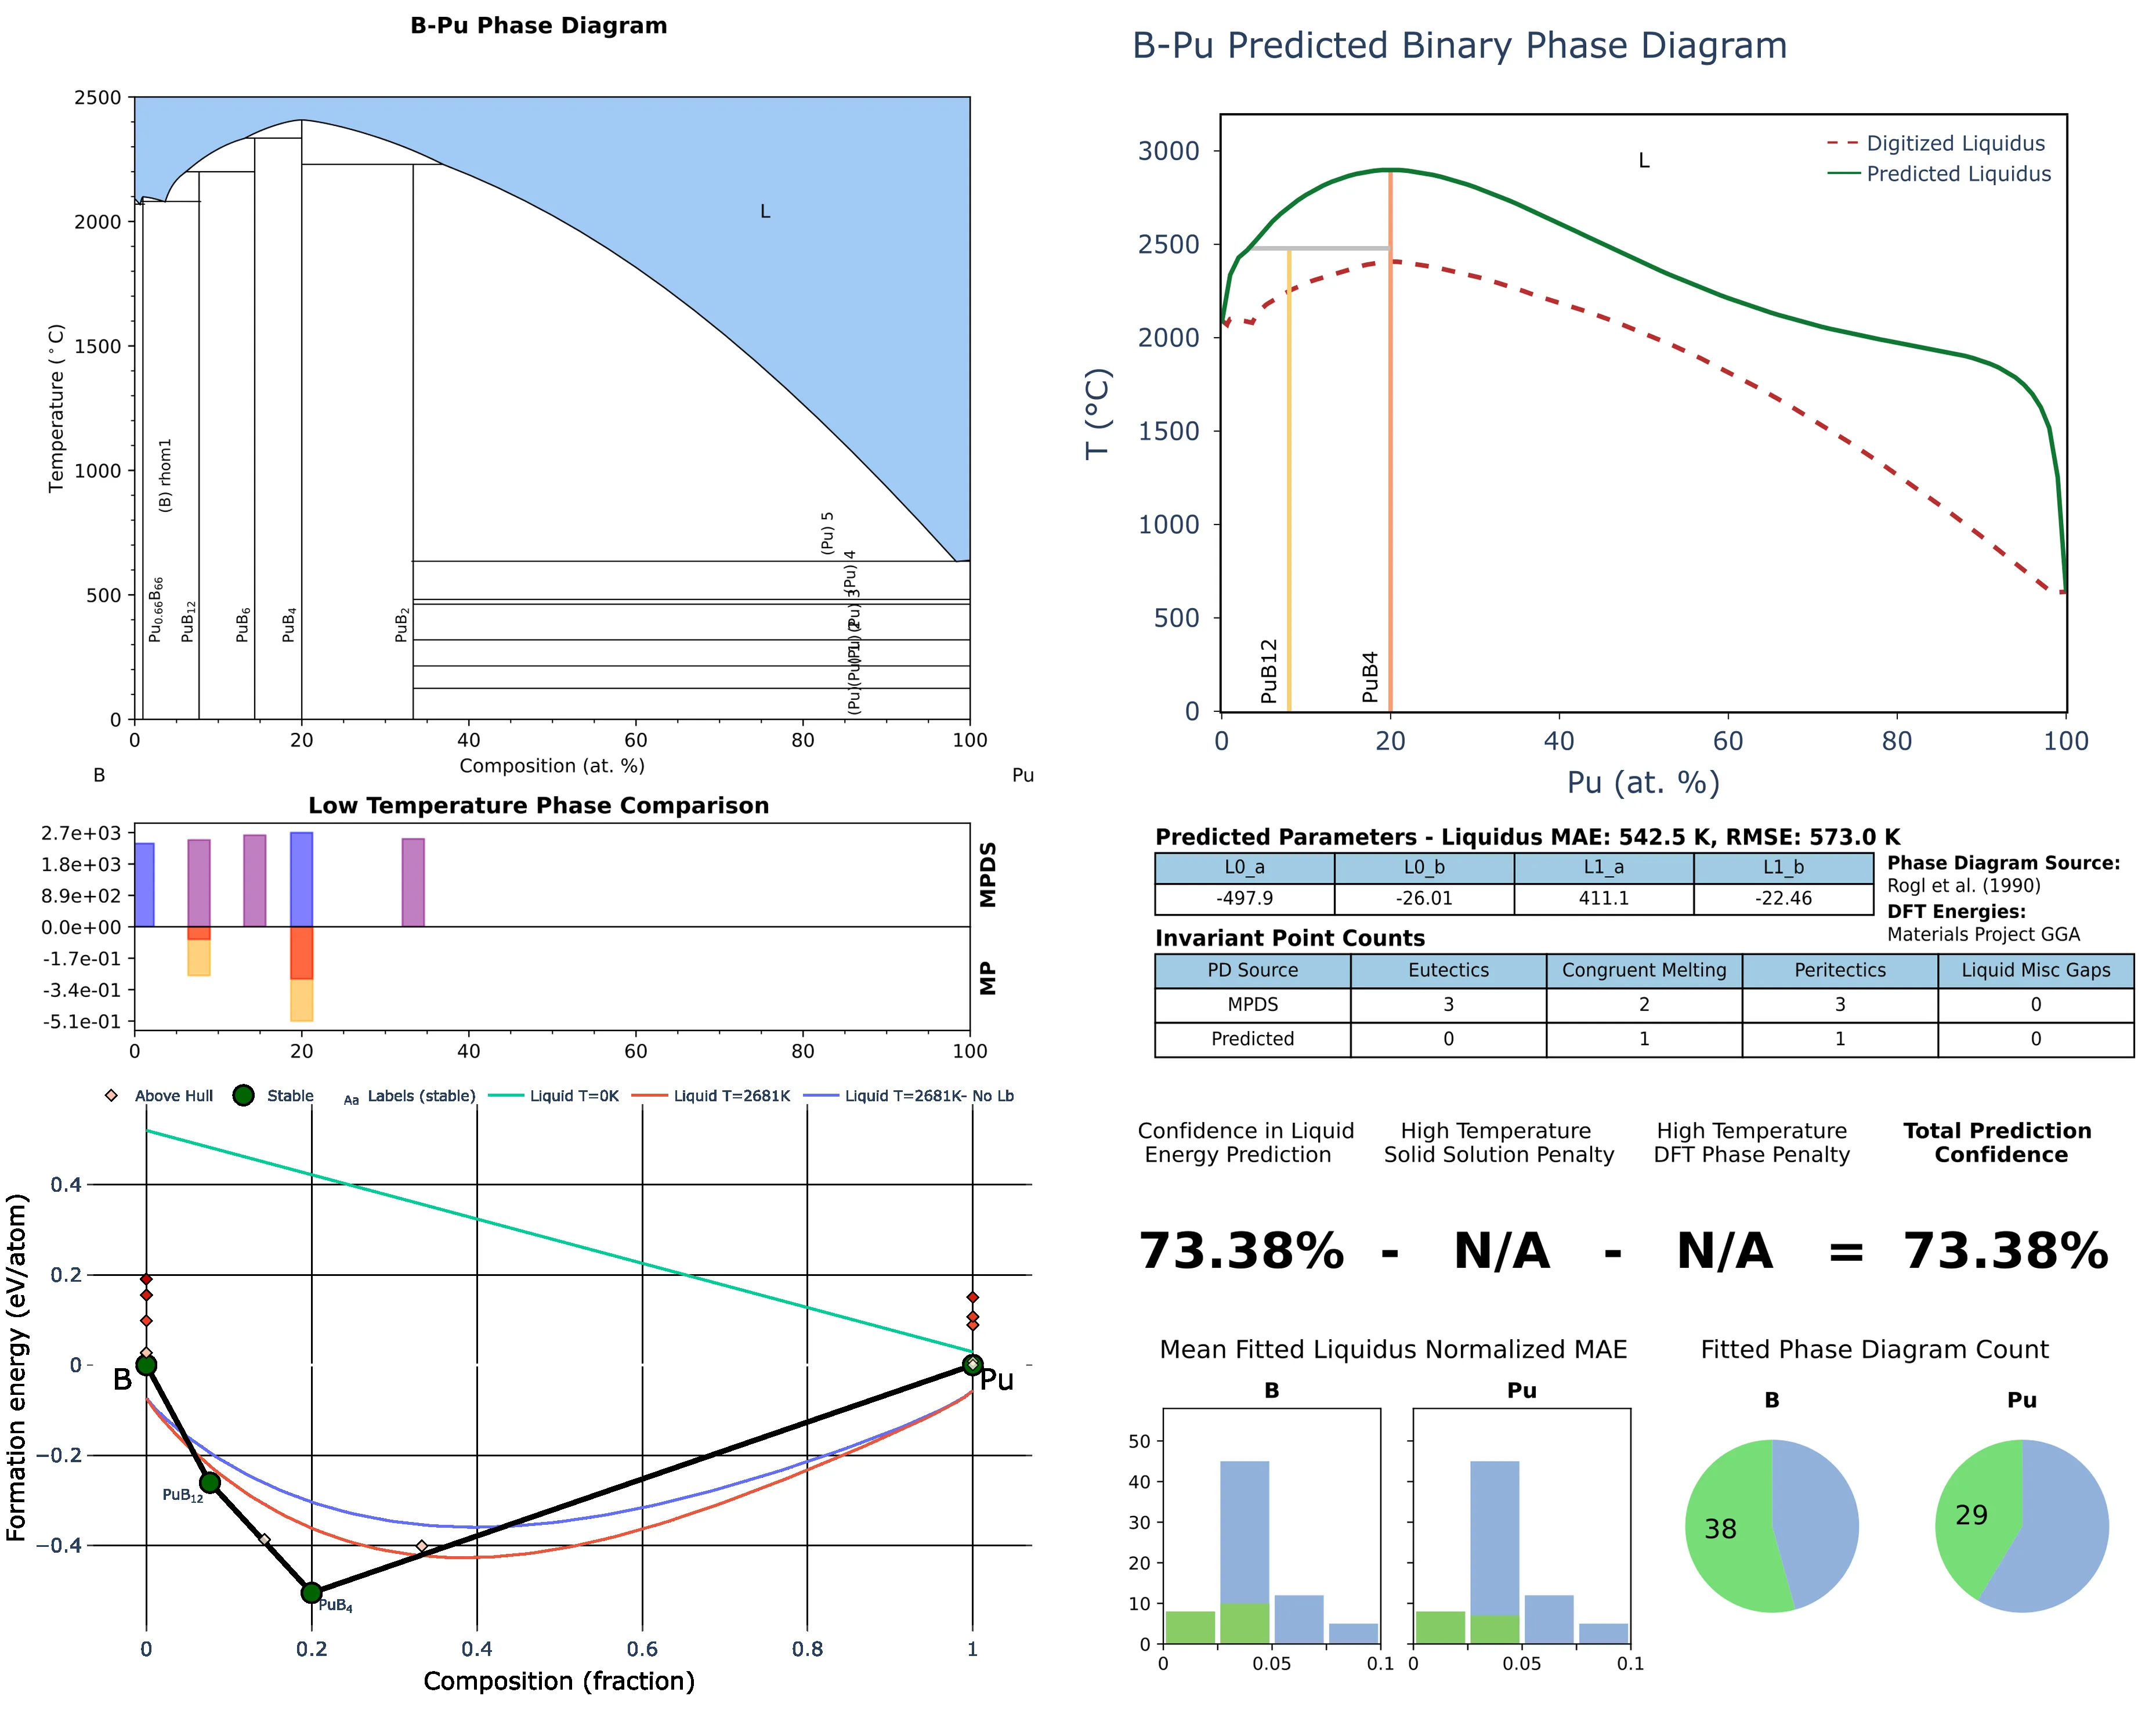 B-Pu Phase Diagram
2500
2000
1500
1000
500
0
Temperature (°C)
L
(B) rhom1
Pu0.66B66
PuB12
PuB6
PuB4
PuB2
(Pu) 5
(Pu) 4
0 20 40 60 80 100
Composition (at. %)
B Pu
Low Temperature Phase Comparison
2.7e+03
1.8e+03
8.9e+02
0.0e+00
-1.7e-01
-3.4e-01
-5.1e-01
MPDS
MP
0 20 40 60 80 100
Above Hull Stable Aa Labels (stable) Liquid T=0K Liquid T=2681K Liquid T=2681K- No Lb
Formation energy (eV/atom)
0.4
0.2
0
−0.2
−0.4
B
Pu
PuB12
PuB4
0 0.2 0.4 0.6 0.8 1
Composition (fraction)
B-Pu Predicted Binary Phase Diagram
3000
2500
2000
1500
1000
500
0
T (°C)
L
Digitized Liquidus
Predicted Liquidus
PuB12
PuB4
0 20 40 60 80 100
Pu (at. %)
Predicted Parameters - Liquidus MAE: 542.5 K, RMSE: 573.0 K
L0_a L0_b L1_a L1_b
-497.9 -26.01 411.1 -22.46
Phase Diagram Source:
Rogl et al. (1990)
DFT Energies:
Materials Project GGA
Invariant Point Counts
PD Source Eutectics Congruent Melting Peritectics Liquid Misc Gaps
MPDS 3 2 3 0
Predicted 0 1 1 0
Confidence in Liquid
Energy Prediction
High Temperature
Solid Solution Penalty
High Temperature
DFT Phase Penalty
Total Prediction
Confidence
73.38% - N/A - N/A = 73.38%
Mean Fitted Liquidus Normalized MAE
B
Pu
50
40
30
20
10
0
0 0.05 0.1
0 0.05 0.1
Fitted Phase Diagram Count
B
Pu
38
29